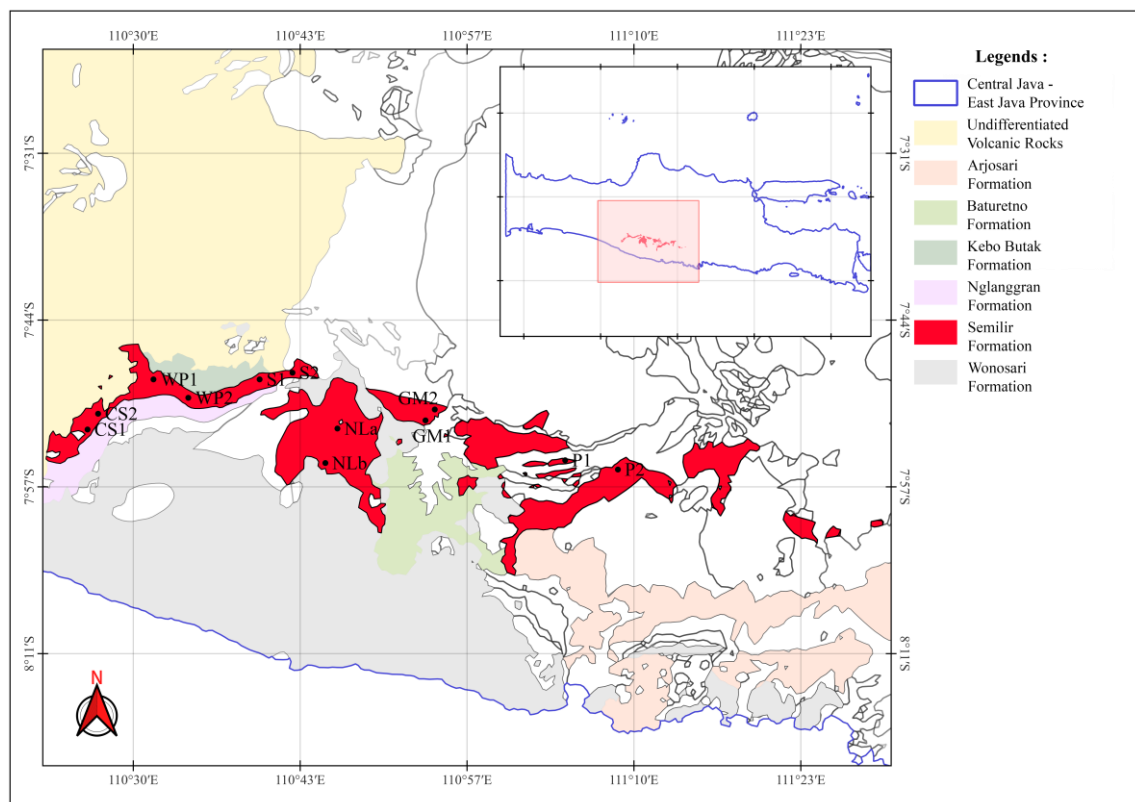 110°30'E 110°43'E 110°57'E 111°10'E 111°23'E
Legends :
Central Java -
East Java Province
Undifferentiated
Volcanic Rocks
Arjosari
Formation
Baturetno
Formation
Kebo Butak
Formation
Nglanggran
Formation
Semilir
Formation
Wonosari
Formation
7°31'S 7°31'S
7°44'S 7°44'S
WP1 S1 S2
WP2
CS2 GM2
CS1 NLa GM1
NLb P1 P2
7°57'S 7°57'S
8°11'S 8°11'S
N
110°30'E 110°43'E 110°57'E 111°10'E 111°23'E